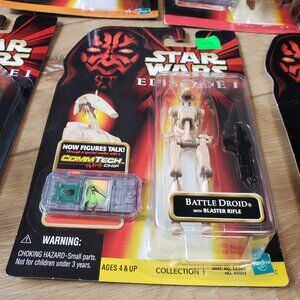 STAR
WARS
EPISODE I
NOW FIGURES TALK!
COMMTECH
CHIP
BATTLE DROID
WITH BLASTER RIFLE
WARNING:
CHOKING HAZARD-Small parts.
Not for children under 3 years.
AGES 4 & UP
COLLECTION 1
Hasbro